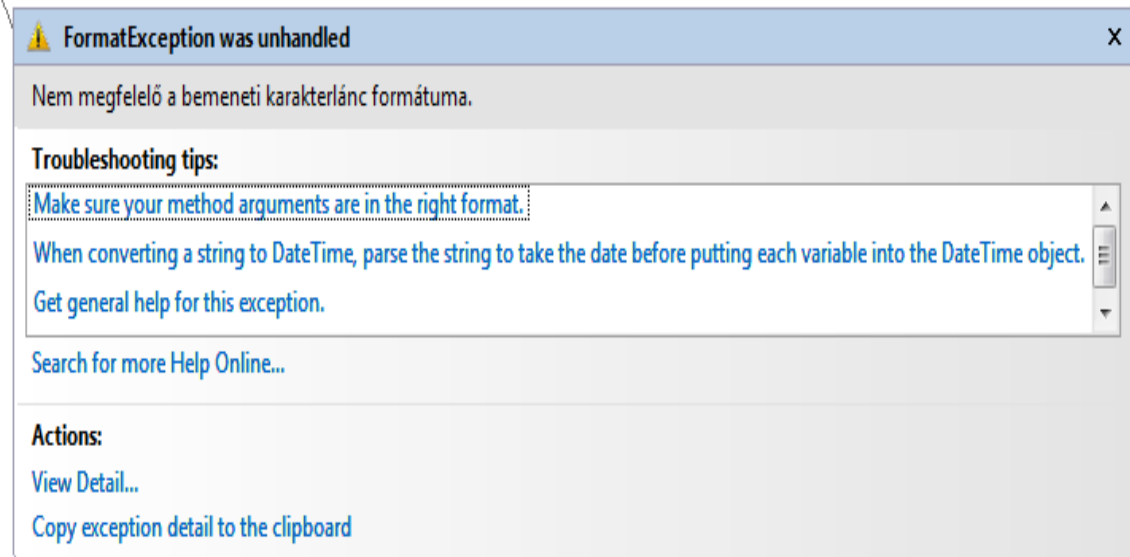 FormatException was unhandled
X
Nem megfelelő a bemeneti karakterlánc formátuma.
Troubleshooting tips:
Make sure your method arguments are in the right format.
When converting a string to DateTime, parse the string to take the date before putting each variable into the DateTime object.
Get general help for this exception.
Search for more Help Online...
Actions:
View Detail...
Copy exception detail to the clipboard